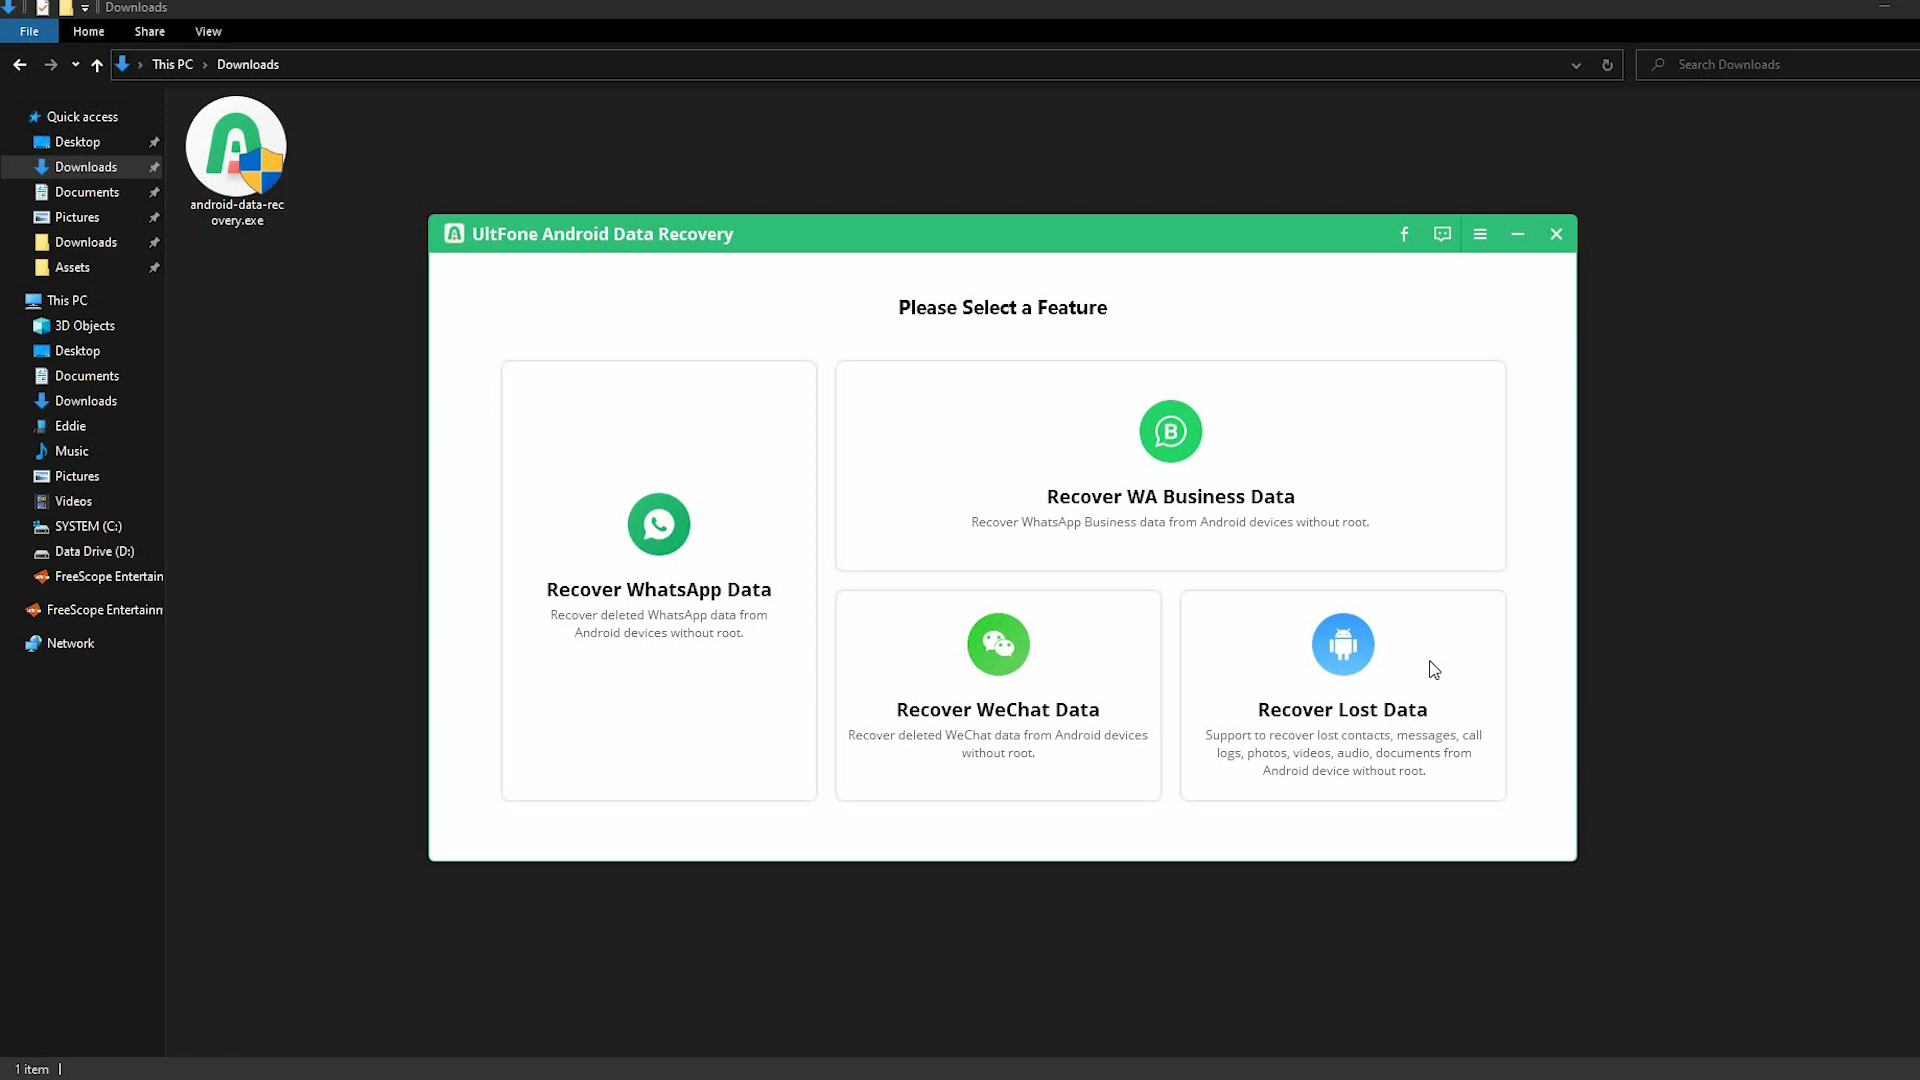 Downloads
File Home Share View
This PC Downloads
Search Downloads
Quick access
Desktop
Downloads
Documents
Pictures
Downloads
Assets
This PC
3D Objects
Desktop
Documents
Downloads
Eddie
Music
Pictures
Videos
SYSTEM (C:)
Data Drive (D:)
FreeScope Entertain
FreeScope Entertainm
Network
android-data-rec
overy.exe
UltFone Android Data Recovery
Please Select a Feature
Recover WhatsApp Data
Recover deleted WhatsApp data from
Android devices without root.
B
Recover WA Business Data
Recover WhatsApp Business data from Android devices without root.
Recover WeChat Data
Recover deleted WeChat data from Android devices
without root.
Recover Lost Data
Support to recover lost contacts, messages, call
logs, photos, videos, audio, documents from
Android device without root.
1 item